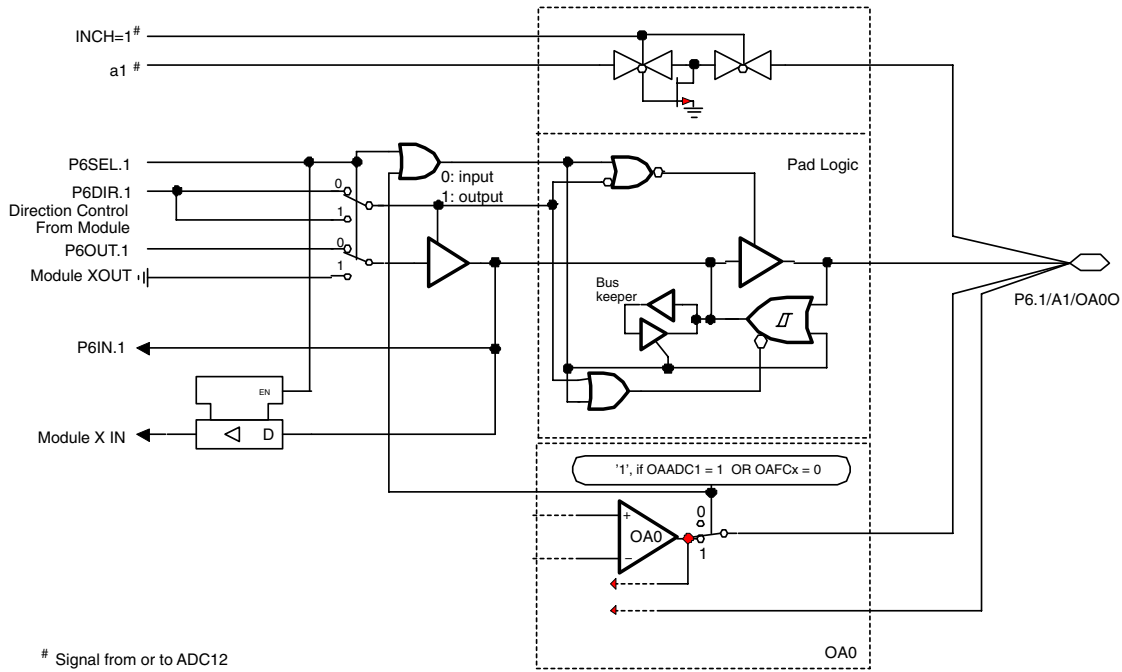 INCH=1#
a1 #
P6SEL.1
P6DIR.1
Direction Control
From Module
P6OUT.1
Module XOUT
P6IN.1
Module X IN
EN
D
0
1
0
1
0: input
1: output
Pad Logic
Bus
keeper
P6.1/A1/OA0O
'1', if OAADC1 = 1 OR OAFCx = 0
+
OA0
−
0
1
OA0
# Signal from or to ADC12